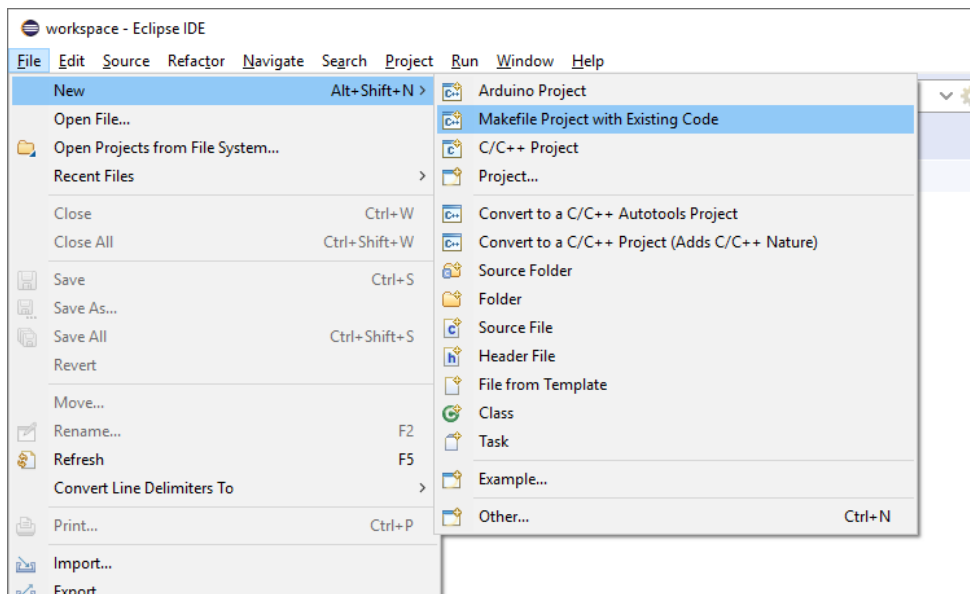 workspace - Eclipse IDE
File Edit Source Refactor Navigate Search Project Run Window Help
New Alt+Shift+N >
Open File...
Open Projects from File System...
Recent Files >
Close Ctrl+W
Close All Ctrl+Shift+W
Save Ctrl+S
Save As...
Save All Ctrl+Shift+S
Revert
Move...
Rename... F2
Refresh F5
Convert Line Delimiters To >
Print... Ctrl+P
Import...
Export
Arduino Project
Makefile Project with Existing Code
C/C++ Project
Project...
Convert to a C/C++ Autotools Project
Convert to a C/C++ Project (Adds C/C++ Nature)
Source Folder
Folder
Source File
Header File
File from Template
Class
Task
Example...
Other... Ctrl+N